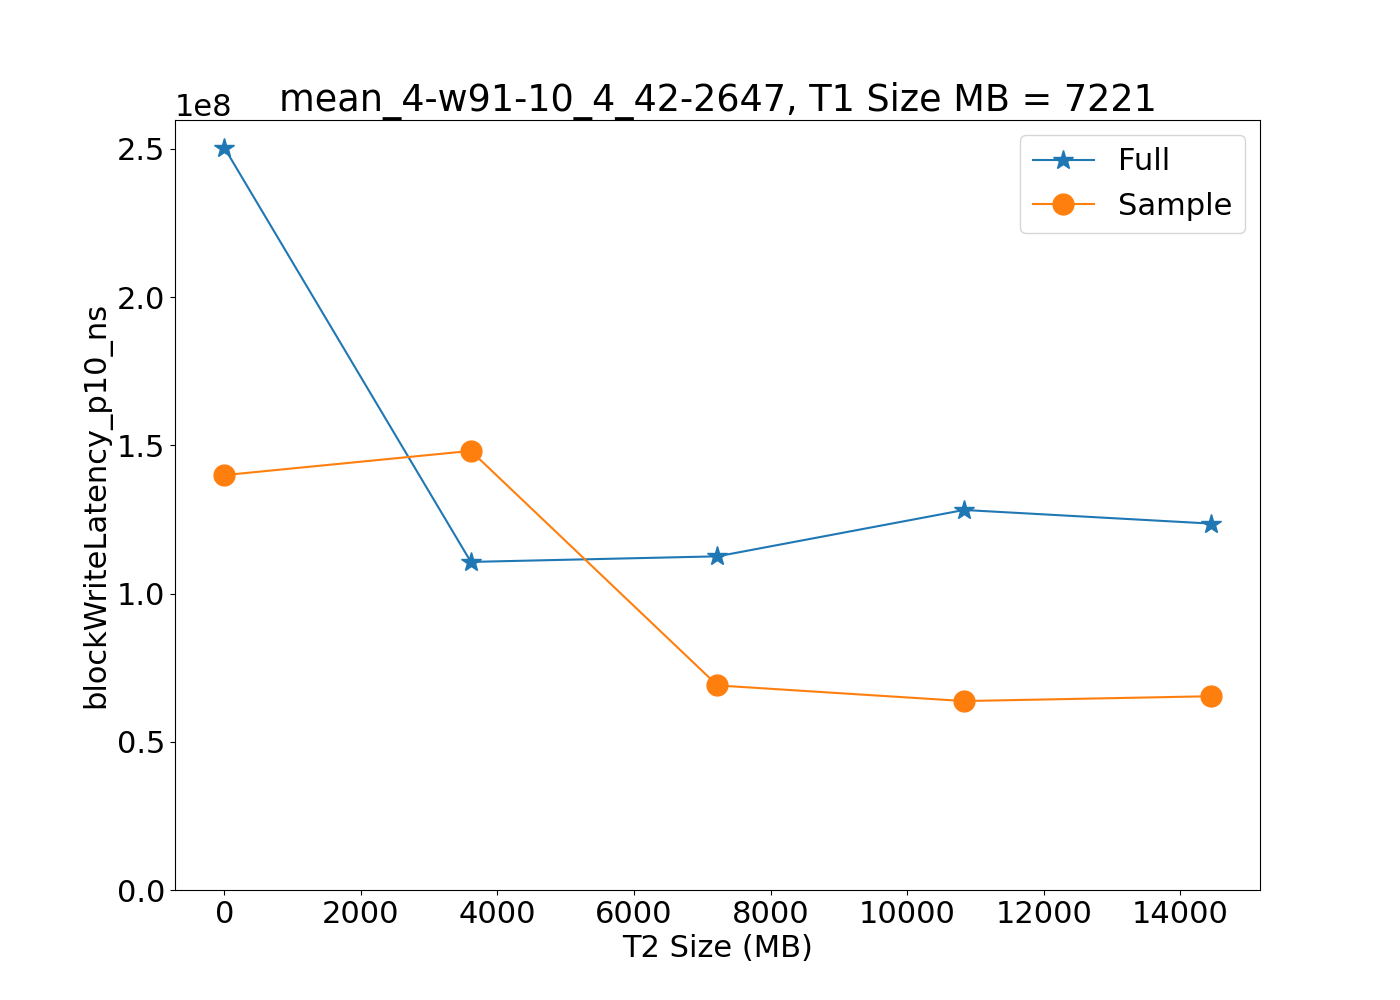 mean_4-w91-10_4_42-2647, T1 Size MB = 7221
1e8
Full
Sample
2.5
2.0
1.5
1.0
0.5
0.0
blockWriteLatency_p10_ns
0 2000 4000 6000 8000 10000 12000 14000
T2 Size (MB)